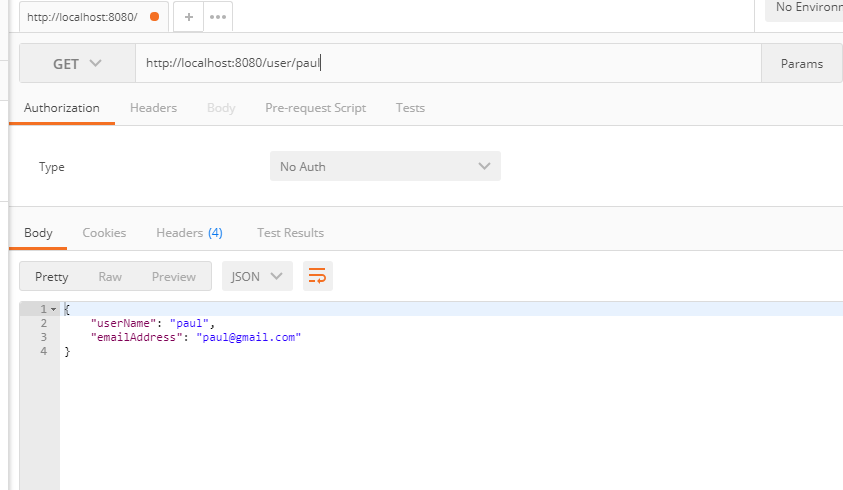 http://localhost:8080/
+
•••
No Environm
GET
http://localhost:8080/user/paul
Params
Authorization Headers Body Pre-request Script Tests
Type
No Auth
Body Cookies Headers (4) Test Results
Pretty Raw Preview JSON
1 {
2 "userName": "paul",
3 "emailAddress": "paul@gmail.com"
4 }